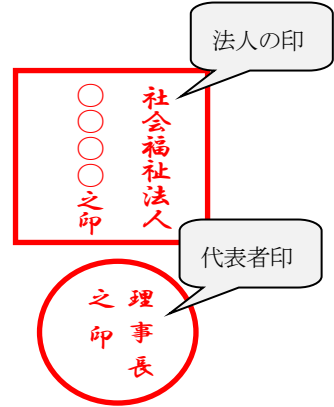 法人の印
社会福祉法人
〇〇〇〇之印
代表者印
理事長
之印